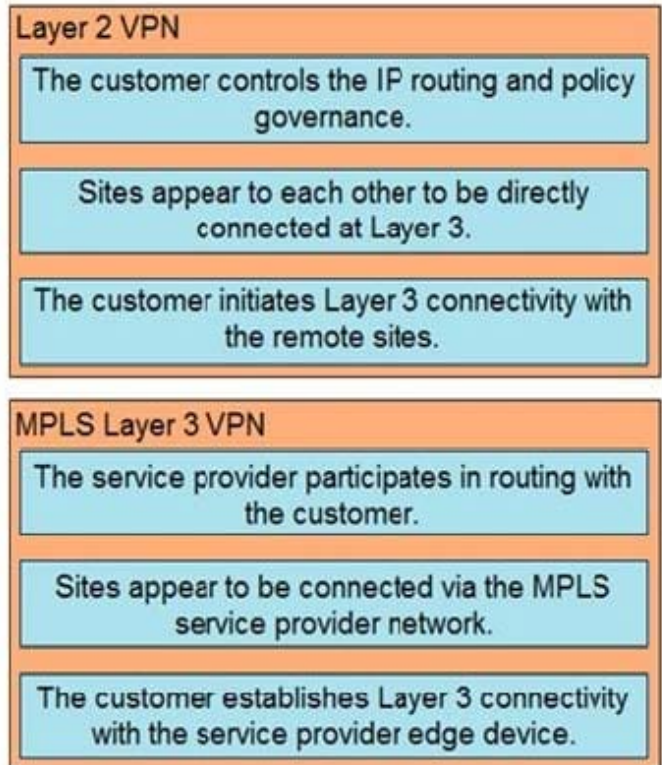 Layer 2 VPN
The customer controls the IP routing and policy
governance.
Sites appear to each other to be directly
connected at Layer 3.
The customer initiates Layer 3 connectivity with
the remote sites.
MPLS Layer 3 VPN
The service provider participates in routing with
the customer.
Sites appear to be connected via the MPLS
service provider network.
The customer establishes Layer 3 connectivity
with the service provider edge device.